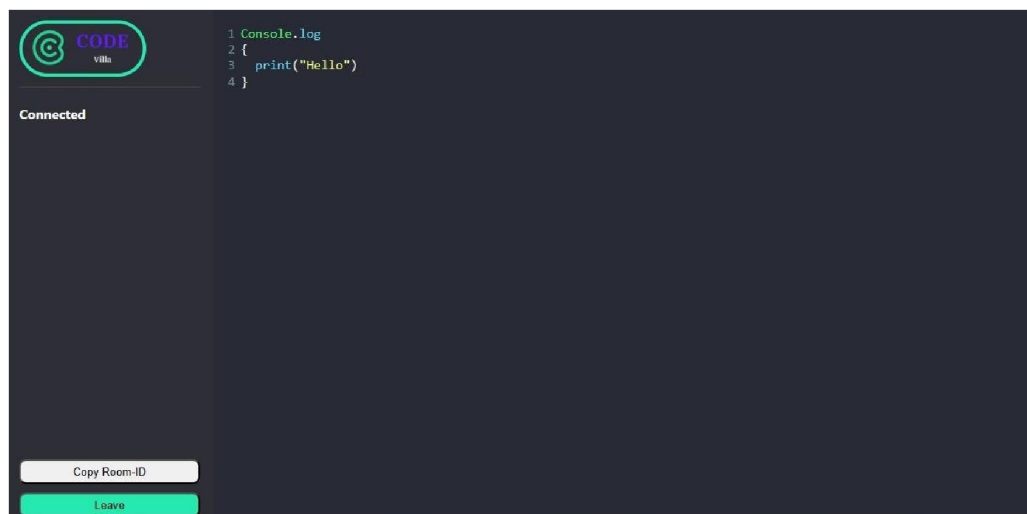 CODE
villa
Connected
Copy Room-ID
Leave
1 Console.log
2 {
3   print("Hello")
4 }